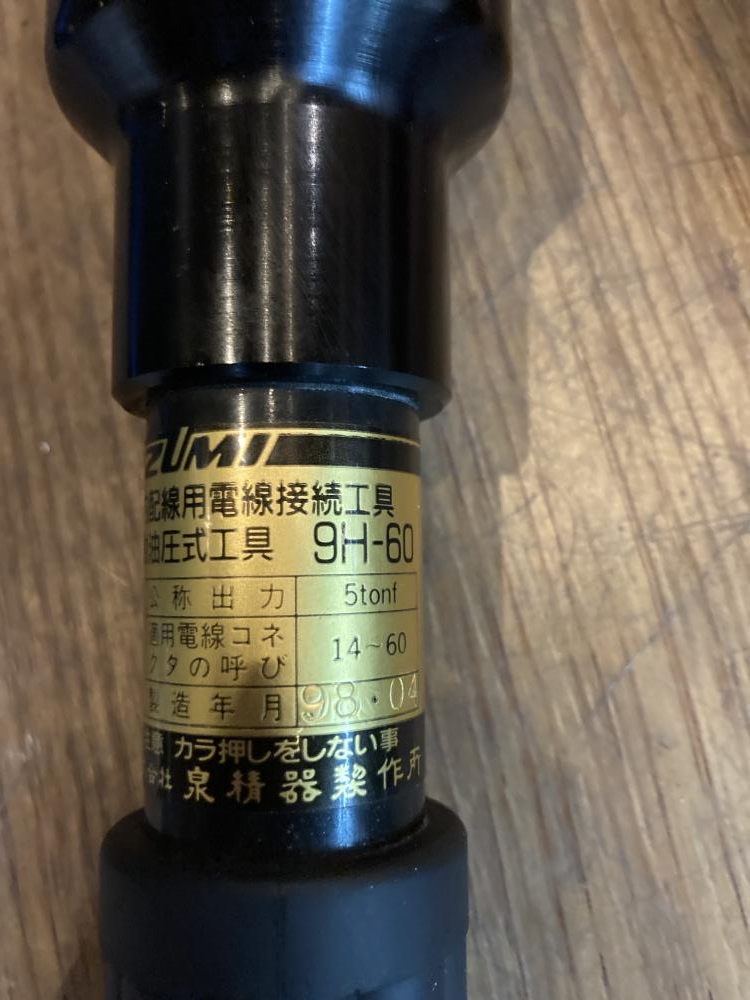 IZUMI
配線用電線接続工具
油圧式工具 9H-60
公称出力 5tonf
適用電線コネクタの呼び 14~60
製造年月 98.04
注意 カラ押しをしない事
会社 泉精器製作所